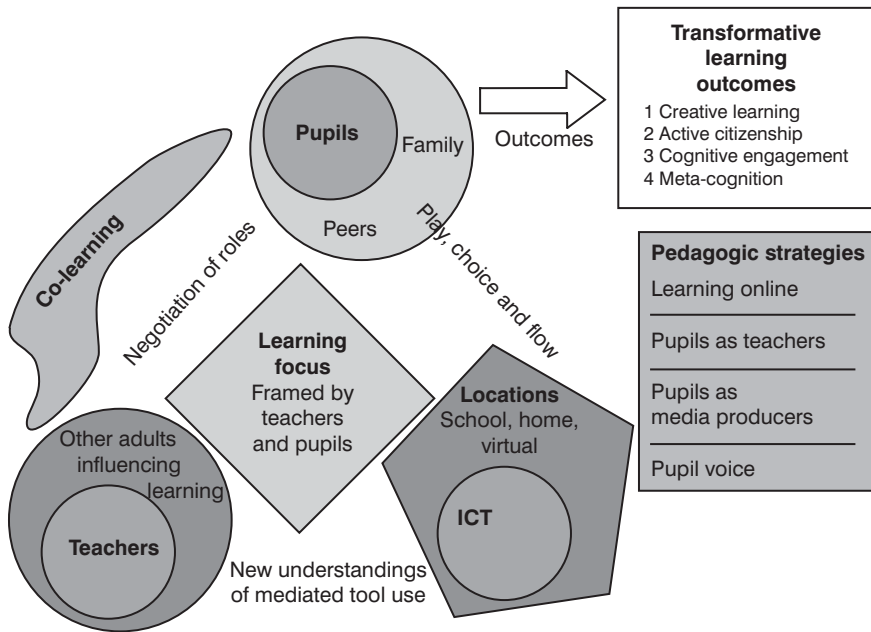 Transformative
learning
outcomes
1 Creative learning
2 Active citizenship
3 Cognitive engagement
4 Meta-cognition
Outcomes
Pupils
Family
Peers
Co-learning
Negotiation of roles
Play, choice and flow
Learning
focus
Framed by
teachers
and pupils
Locations
School, home,
virtual
ICT
Other adults
influencing
learning
Teachers
New understandings
of mediated tool use
Pedagogic strategies
Learning online
Pupils as teachers
Pupils as
media producers
Pupil voice